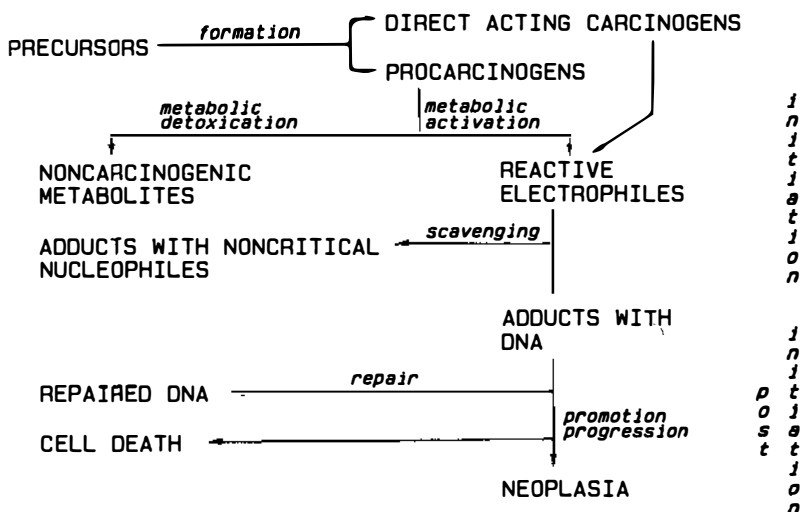 formation
DIRECT ACTING CARCINOGENS
PRECURSORS
PROCARCINOGENS
metabolic
detoxication
metabolic
activation
NONCARCINOGENIC
METABOLITES
REACTIVE
ELECTROPHILES
scavenging
ADDUCTS WITH NONCRITICAL
NUCLEOPHILES
ADDUCTS WITH
DNA
repair
REPAIRED DNA
promotion
progression
CELL DEATH
NEOPLASIA
initiation
post
initiation